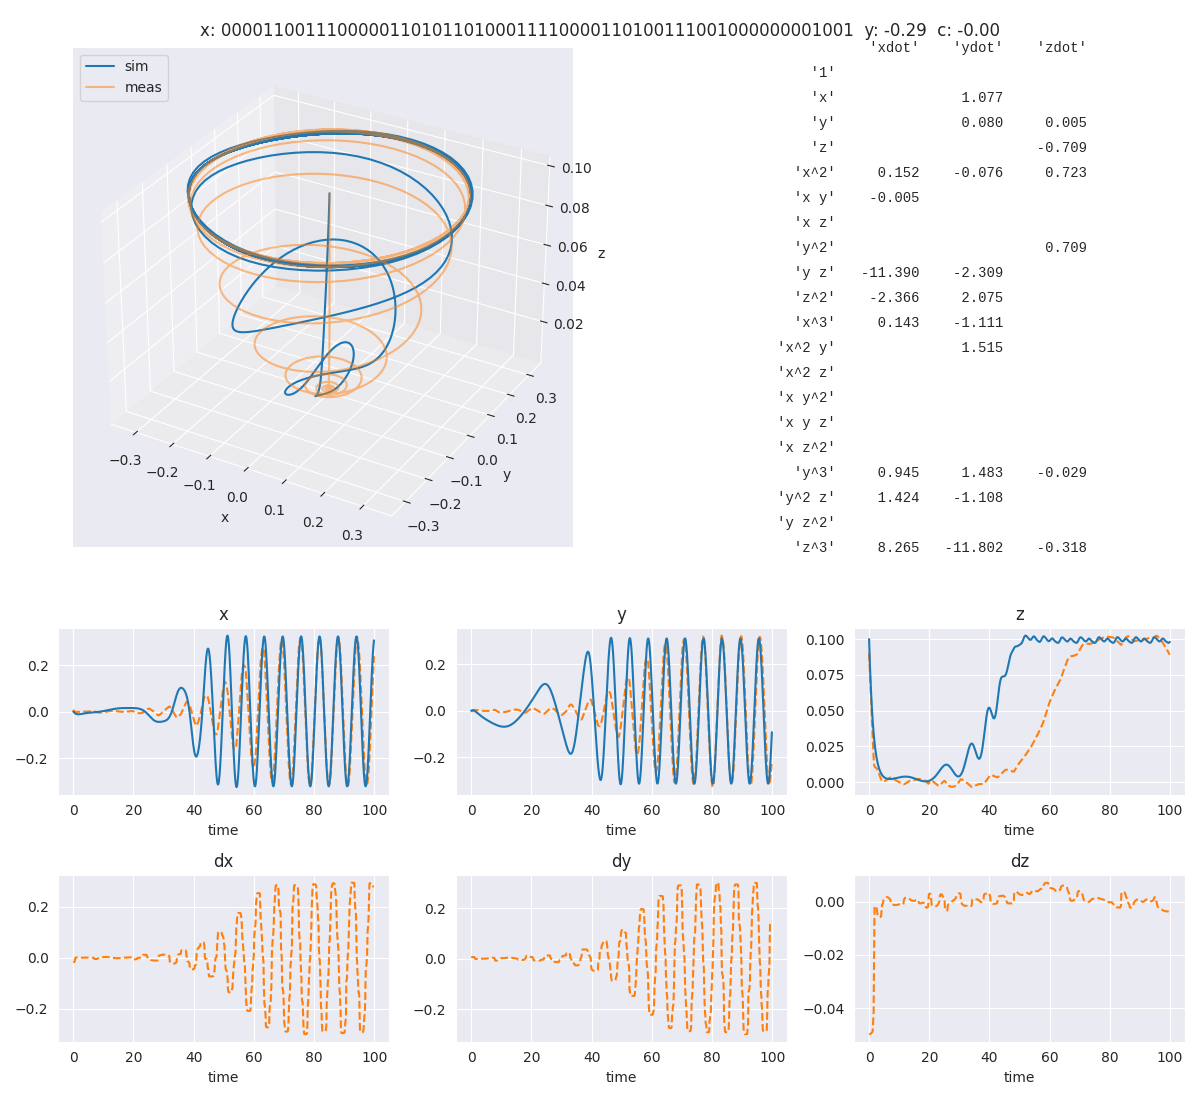 x: 000011001110000011010110100011110000110100111001000000001001  y: -0.29  c: -0.00
sim
meas
'xdot' 'ydot' 'zdot'
'1'
'x' 1.077
'y' 0.080 0.005
'z' -0.709
'x^2' 0.152 -0.076 0.723
'x y' -0.005
'x z'
'y^2' 0.709
'y z' -11.390 -2.309
'z^2' -2.366 2.075
'x^3' 0.143 -1.111
'x^2 y' 1.515
'x^2 z'
'x y^2'
'x y z'
'x z^2'
'y^3' 0.945 1.483 -0.029
'y^2 z' 1.424 -1.108
'y z^2'
'z^3' 8.265 -11.802 -0.318
0.10
0.08
0.06
0.04
0.02
z
−0.3
−0.2
−0.1
0.0
0.1
0.2
0.3
x
0.3
0.2
0.1
0.0
−0.1
−0.2
−0.3
y
x
0.2
0.0
−0.2
0 20 40 60 80 100
time
y
0.2
0.0
−0.2
0 20 40 60 80 100
time
z
0.100
0.075
0.050
0.025
0.000
0 20 40 60 80 100
time
dx
0.2
0.0
−0.2
0 20 40 60 80 100
time
dy
0.2
0.0
−0.2
0 20 40 60 80 100
time
dz
0.00
−0.02
−0.04
0 20 40 60 80 100
time